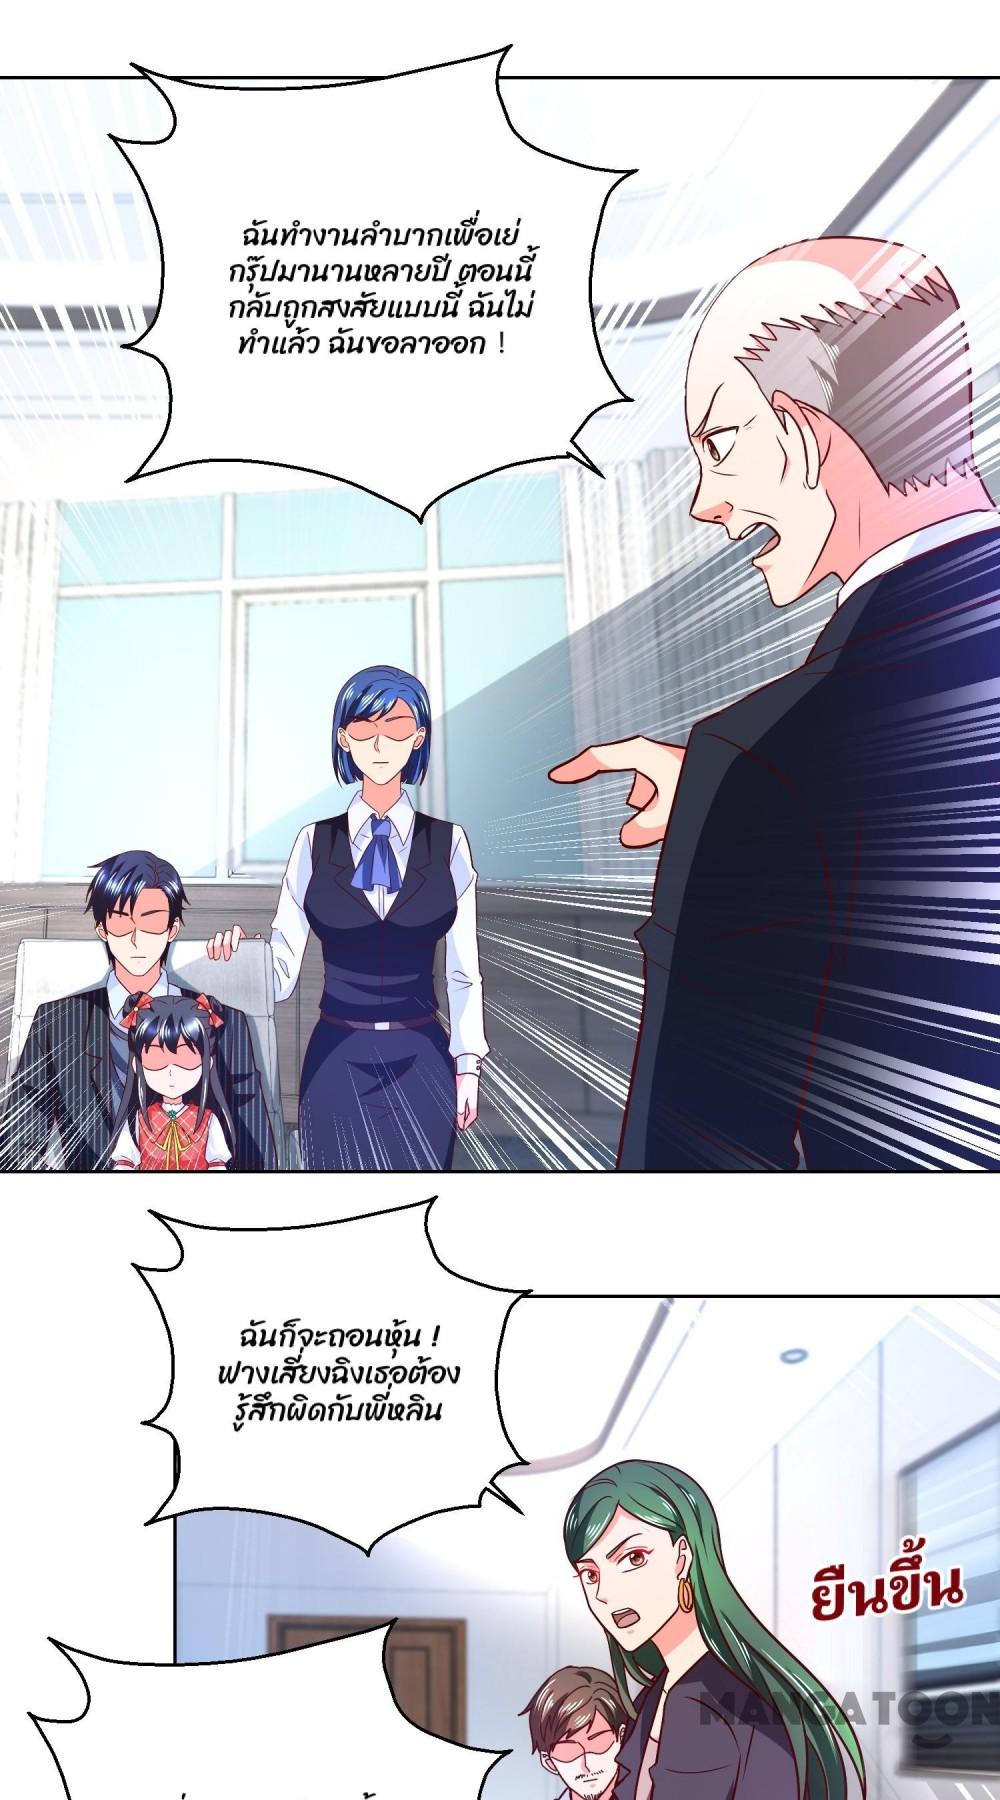 ฉันทำงานลำบากเพื่อเย่
กรุ๊ปมานานหลายปี ตอนนี้
กลับถูกสงสัยแบบนี้ ฉันไม่
ทำแล้ว ฉันขอลาออก !
ฉันก็จะถอนหุ้น !
ฟางเสี่ยงฉิงเธอต้อง
รู้สึกผิดกับพี่หลิน
ยืนขึ้น
MANGATOON